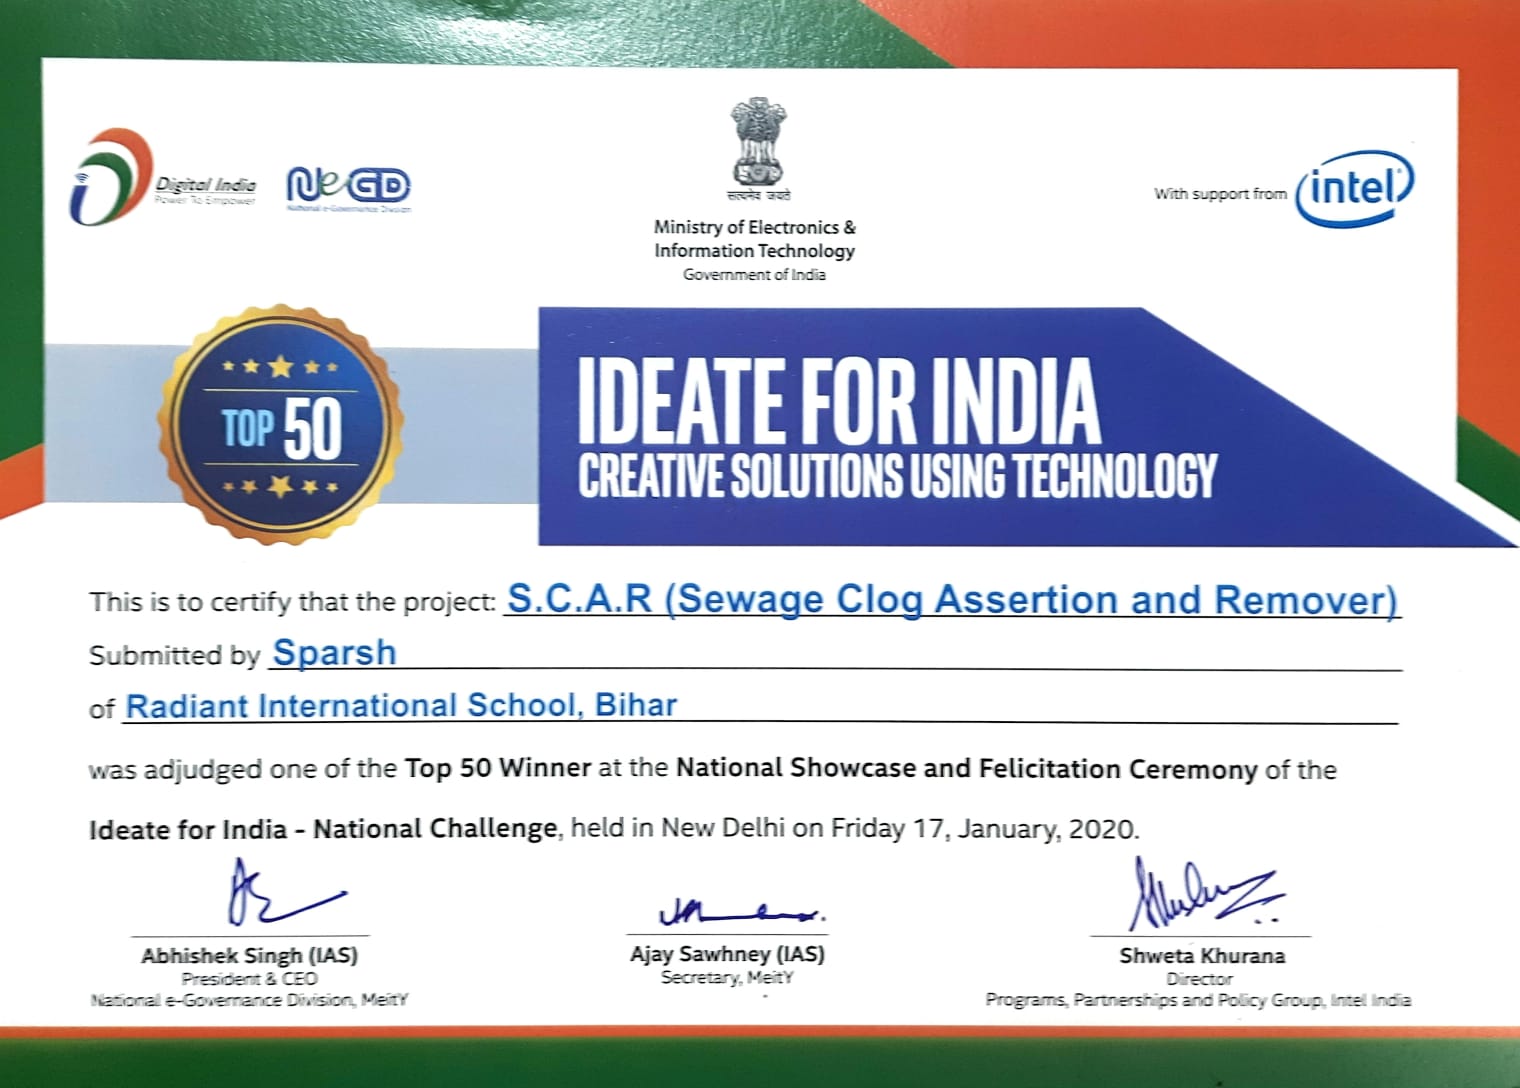 Digital India
Power To Empower
NeGD
National e-Governance Division
सत्यमेव जयते
Ministry of Electronics &
Information Technology
Government of India
With support from intel
TOP 50
IDEATE FOR INDIA
CREATIVE SOLUTIONS USING TECHNOLOGY
This is to certify that the project: S.C.A.R (Sewage Clog Assertion and Remover)
Submitted by Sparsh
of Radiant International School, Bihar
was adjudged one of the Top 50 Winner at the National Showcase and Felicitation Ceremony of the
Ideate for India - National Challenge, held in New Delhi on Friday 17, January, 2020.
Abhishek Singh (IAS)
President & CEO
National e-Governance Division, MeitY
Ajay Sawhney (IAS)
Secretary, MeitY
Shweta Khurana
Director
Programs, Partnerships and Policy Group, Intel India